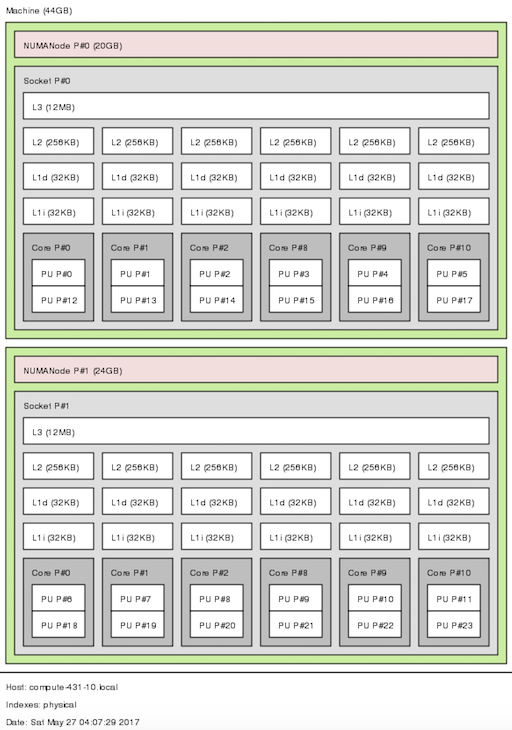 Machine (44GB)
NUMANode P#0 (20GB)
Socket P#0
L3 (12MB)
L2 (256KB) L2 (256KB) L2 (256KB) L2 (256KB) L2 (256KB) L2 (256KB)
L1d (32KB) L1d (32KB) L1d (32KB) L1d (32KB) L1d (32KB) L1d (32KB)
L1i (32KB) L1i (32KB) L1i (32KB) L1i (32KB) L1i (32KB) L1i (32KB)
Core P#0 Core P#1 Core P#2 Core P#8 Core P#9 Core P#10
PU P#0 PU P#1 PU P#2 PU P#3 PU P#4 PU P#5
PU P#12 PU P#13 PU P#14 PU P#15 PU P#16 PU P#17
NUMANode P#1 (24GB)
Socket P#1
L3 (12MB)
L2 (256KB) L2 (256KB) L2 (256KB) L2 (256KB) L2 (256KB) L2 (256KB)
L1d (32KB) L1d (32KB) L1d (32KB) L1d (32KB) L1d (32KB) L1d (32KB)
L1i (32KB) L1i (32KB) L1i (32KB) L1i (32KB) L1i (32KB) L1i (32KB)
Core P#0 Core P#1 Core P#2 Core P#8 Core P#9 Core P#10
PU P#6 PU P#7 PU P#8 PU P#9 PU P#10 PU P#11
PU P#18 PU P#19 PU P#20 PU P#21 PU P#22 PU P#23
Host: compute-431-10.local
Indexes: physical
Date: Sat May 27 04:07:29 2017